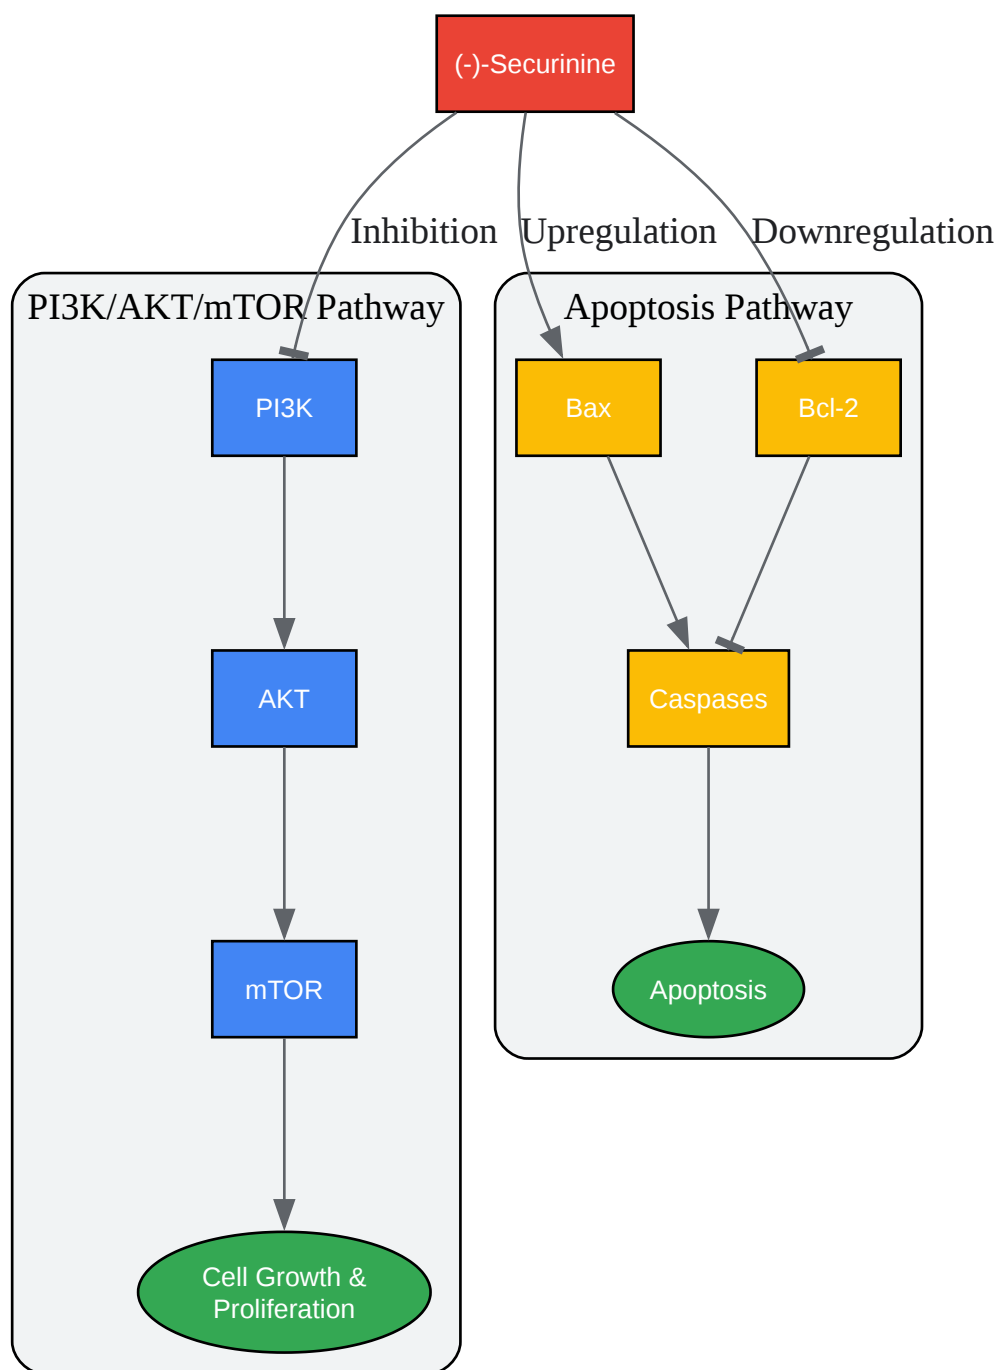 (-)-Securinine
Inhibition
Upregulation
Downregulation
PI3K/AKT/mTOR Pathway
Apoptosis Pathway
PI3K
Bax
Bcl-2
AKT
Caspases
mTOR
Apoptosis
Cell Growth &
Proliferation